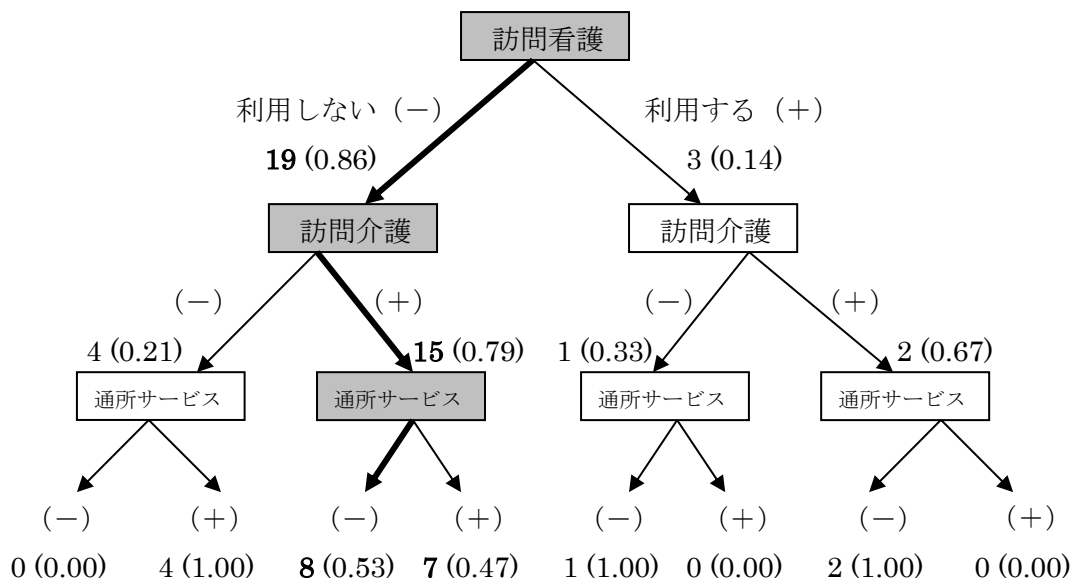 訪問看護
利用しない(-) 利用する(+)
19 (0.86) 3 (0.14)
訪問介護 訪問介護
(-) (+) (-) (+)
4 (0.21) 15 (0.79) 1 (0.33) 2 (0.67)
通所サービス 通所サービス 通所サービス 通所サービス
(-) (+) (-) (+) (-) (+) (-) (+)
0 (0.00) 4 (1.00) 8 (0.53) 7 (0.47) 1 (1.00) 0 (0.00) 2 (1.00) 0 (0.00)